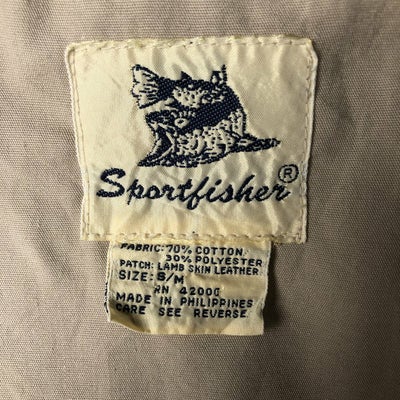 Sportfisher®
FABRIC: 70% COTTON
30% POLYESTER
PATCH: LAMB SKIN LEATHER
SIZE: S/M
RN 42000
MADE IN PHILIPPINES
CARE SEE REVERSE